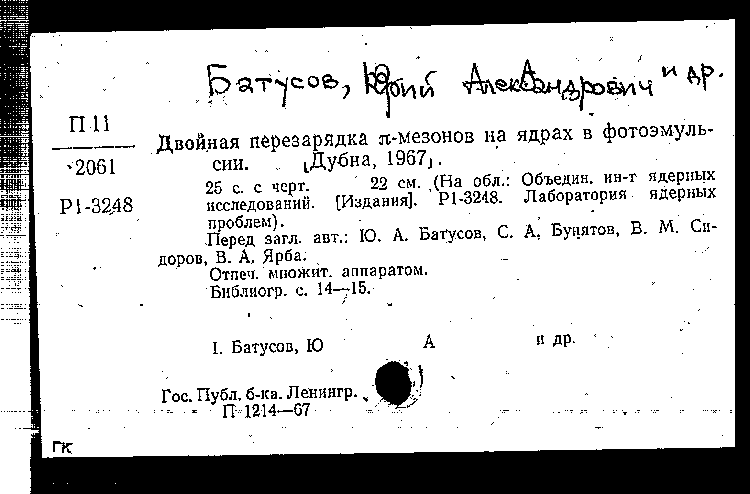 Батусов, Юрий Александрович и др.
П 11
2061
Р1-3248
Двойная перезарядка π-мезонов на ядрах в фотоэмуль-
сии. [Дубна, 1967].
25 с. с черт. 22 см. (На обл.: Объедин. ин-т ядерных
исследований. [Издания]. Р1-3248. Лаборатория ядерных
проблем).
Перед загл. авт.: Ю. А. Батусов, С. А. Бунятов, В. М. Си-
доров, В. А. Ярба.
Отпеч. множит. аппаратом.
Библиогр. с. 14—15.
I. Батусов, Ю А и др.
Гос. Публ. б-ка. Ленингр.
П 1214—67
ГК